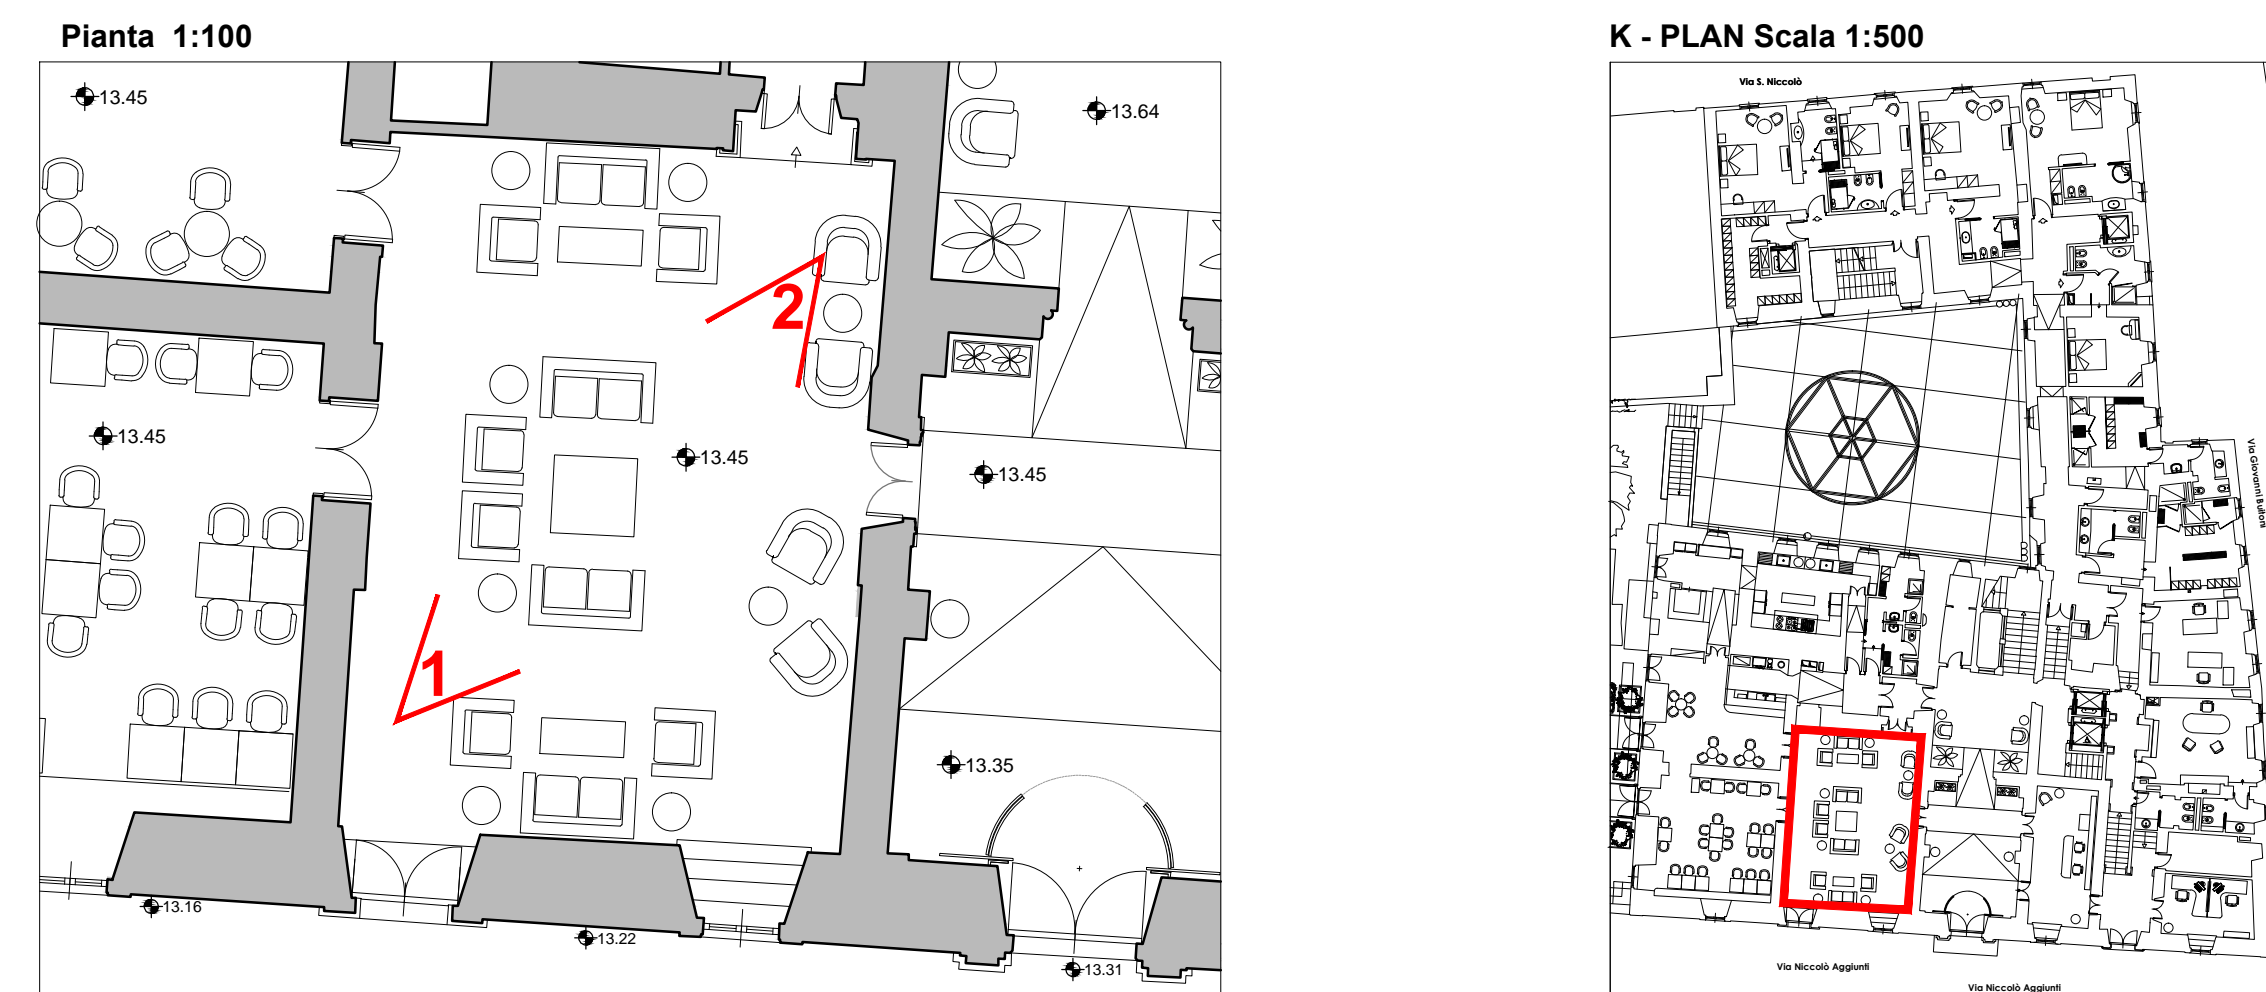 Pianta 1:100
13.45
13.64
2
13.45
13.45
13.45
1
13.35
13.16
13.22
13.31
K - PLAN Scala 1:500
Via S. Niccolò
Via Giovanni Buitoni
Via Niccolò Aggiunti
Via Niccolò Aggiunti